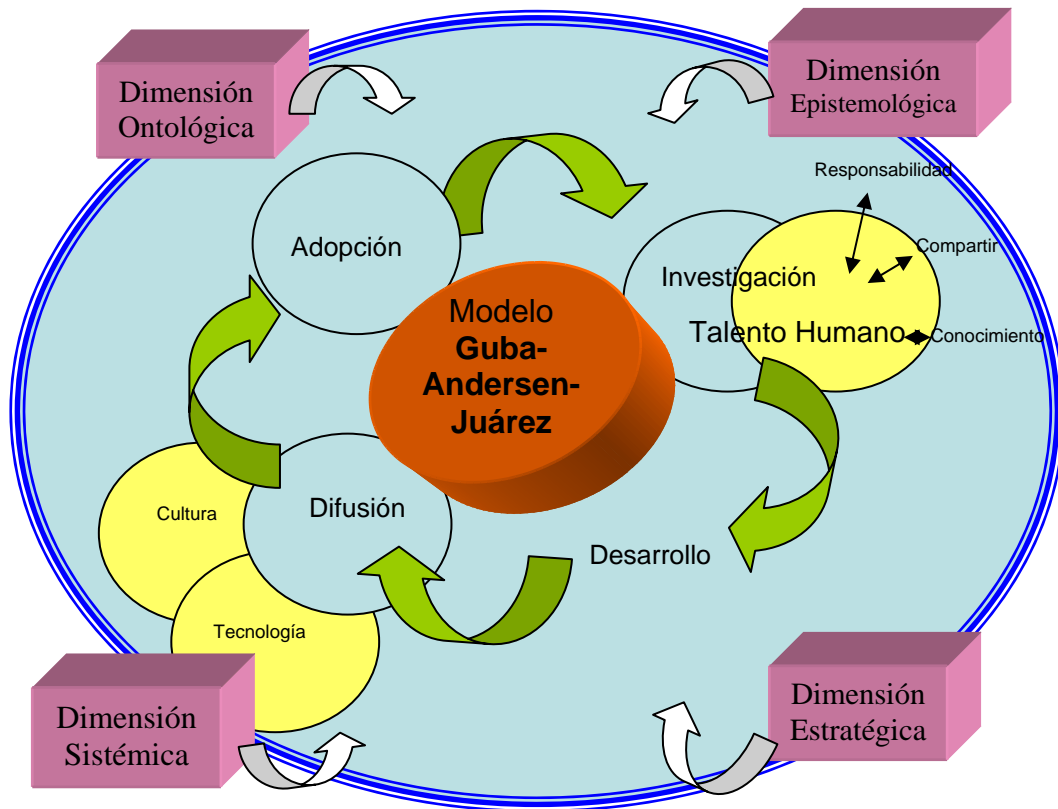 Dimensión
Ontológica
Dimensión
Epistemológica
Responsabilidad
Adopción
Compartir
Investigación
Talento Humano
Conocimiento
Modelo
Guba-
Andersen-
Juárez
Cultura
Difusión
Desarrollo
Tecnología
Dimensión
Sistémica
Dimensión
Estratégica